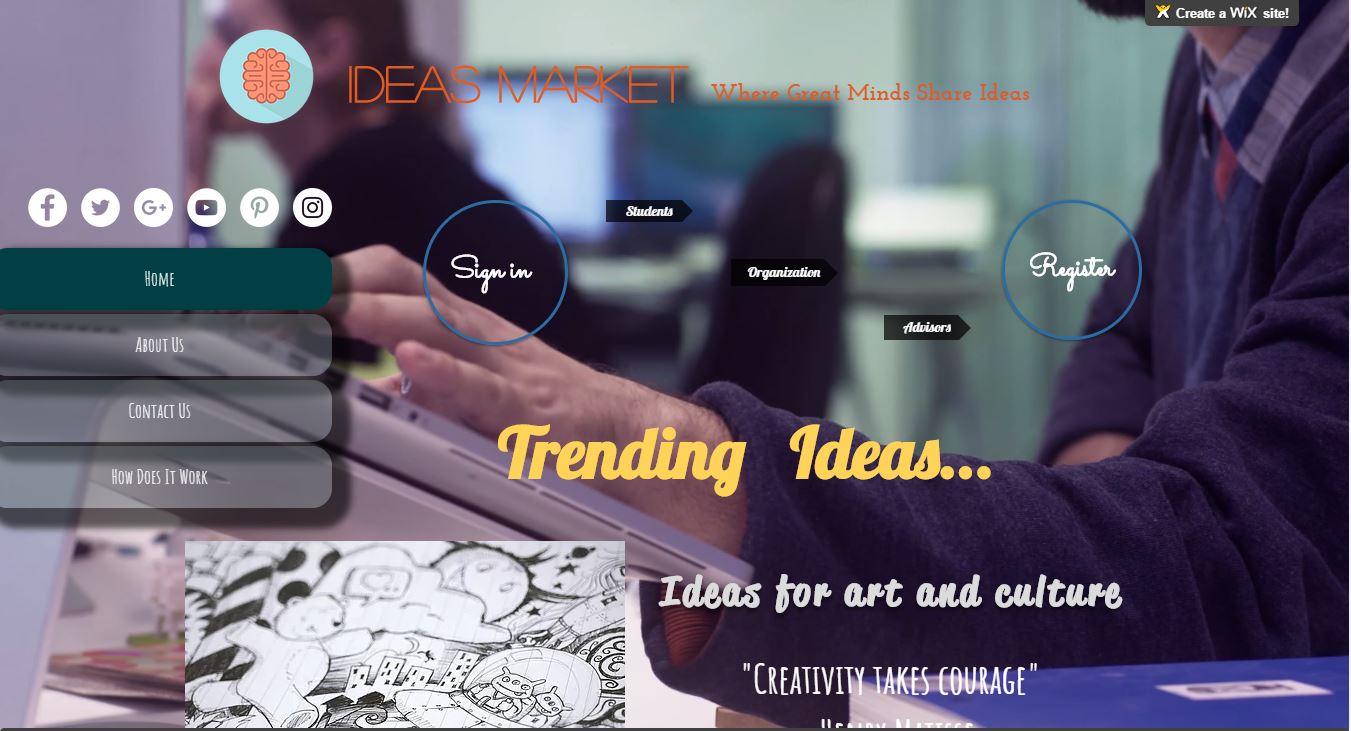 Create a WiX site!
IDEAS MARKET
Where Great Minds Share Ideas
Students
Sign in
Organization
Register
Advisors
Home
About Us
Contact Us
How Does It Work
Trending Ideas...
Ideas for art and culture
"Creativity takes courage"